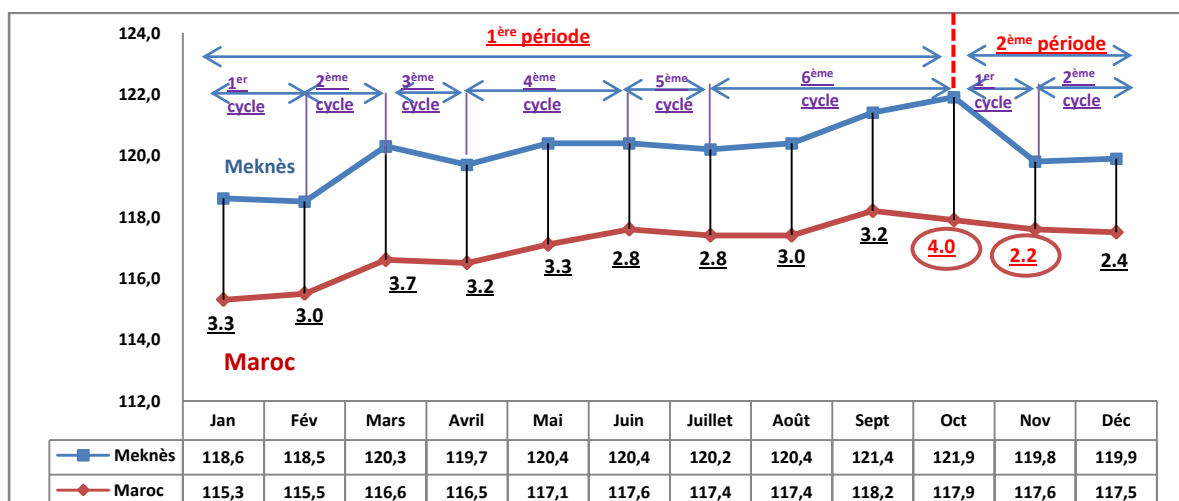 124,0
1ère période
2ème période
1er cycle
2ème cycle
3ème cycle
4ème cycle
5ème cycle
6ème cycle
1er cycle
2ème cycle
122,0
120,0
Meknès
118,0
116,0
3.3
3.0
3.7
3.2
3.3
2.8
2.8
3.0
3.2
4.0
2.2
2.4
114,0
Maroc
112,0
Jan Fév Mars Avril Mai Juin Juillet Août Sept Oct Nov Déc
Meknès 118,6 118,5 120,3 119,7 120,4 120,4 120,2 120,4 121,4 121,9 119,8 119,9
Maroc 115,3 115,5 116,6 116,5 117,1 117,6 117,4 117,4 118,2 117,9 117,6 117,5